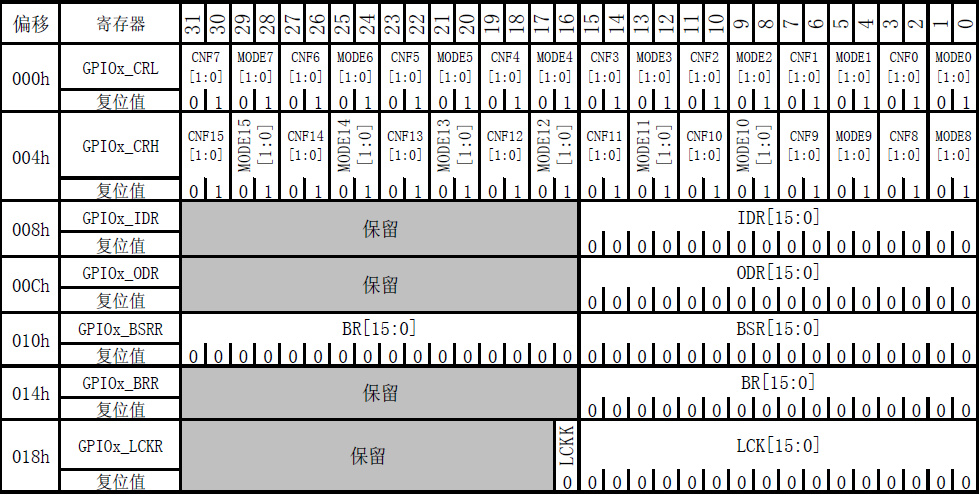 偏移 寄存器 31 30 29 28 27 26 25 24 23 22 21 20 19 18 17 16 15 14 13 12 11 10 9 8 7 6 5 4 3 2 1 0
000h GPIOx_CRL CNF7 [1:0] MODE7 [1:0] CNF6 [1:0] MODE6 [1:0] CNF5 [1:0] MODE5 [1:0] CNF4 [1:0] MODE4 [1:0] CNF3 [1:0] MODE3 [1:0] CNF2 [1:0] MODE2 [1:0] CNF1 [1:0] MODE1 [1:0] CNF0 [1:0] MODE0 [1:0]
复位值 0 1 0 1 0 1 0 1 0 1 0 1 0 1 0 1 0 1 0 1 0 1 0 1 0 1 0 1 0 1 0 1
004h GPIOx_CRH CNF15 [1:0] MODE15 [1:0] CNF14 [1:0] MODE14 [1:0] CNF13 [1:0] MODE13 [1:0] CNF12 [1:0] MODE12 [1:0] CNF11 [1:0] MODE11 [1:0] CNF10 [1:0] MODE10 [1:0] CNF9 [1:0] MODE9 [1:0] CNF8 [1:0] MODE8 [1:0]
复位值 0 1 0 1 0 1 0 1 0 1 0 1 0 1 0 1 0 1 0 1 0 1 0 1 0 1 0 1 0 1 0 1
008h GPIOx_IDR 保留 IDR[15:0]
复位值 0 0 0 0 0 0 0 0 0 0 0 0 0 0 0 0
00Ch GPIOx_ODR 保留 ODR[15:0]
复位值 0 0 0 0 0 0 0 0 0 0 0 0 0 0 0 0
010h GPIOx_BSRR BR[15:0] BSR[15:0]
复位值 0 0 0 0 0 0 0 0 0 0 0 0 0 0 0 0 0 0 0 0 0 0 0 0 0 0 0 0 0 0 0 0
014h GPIOx_BRR 保留 BR[15:0]
复位值 0 0 0 0 0 0 0 0 0 0 0 0 0 0 0 0
018h GPIOx_LCKR 保留 LCKK LCK[15:0]
复位值 0 0 0 0 0 0 0 0 0 0 0 0 0 0 0 0 0